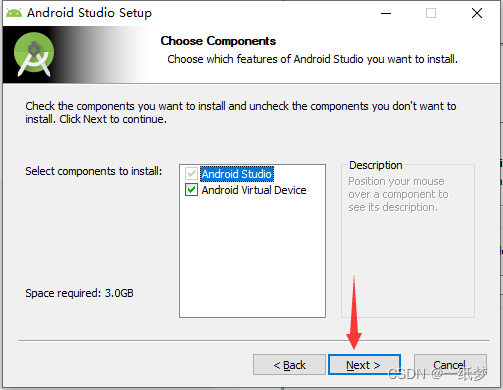 Android Studio Setup
Choose Components
Choose which features of Android Studio you want to install.
Check the components you want to install and uncheck the components you don't want to
install. Click Next to continue.
Select components to install:
Android Studio
Android Virtual Device
Description
Position your mouse
over a component to
see its description.
Space required: 3.0GB
< Back
Next >
Cancel
CSDN @一纸梦